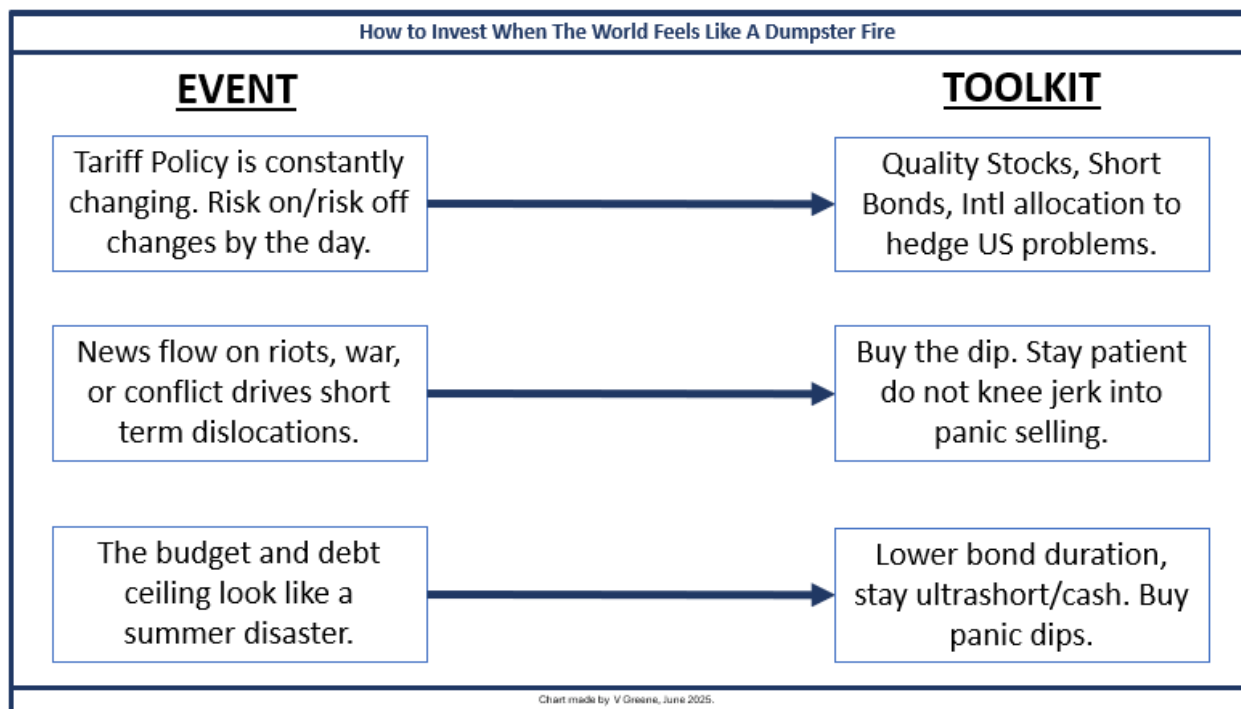 How to Invest When The World Feels Like A Dumpster Fire
EVENT
TOOLKIT
Tariff Policy is constantly
changing. Risk on/risk off
changes by the day.
Quality Stocks, Short
Bonds, Intl allocation to
hedge US problems.
News flow on riots, war,
or conflict drives short
term dislocations.
Buy the dip. Stay patient
do not knee jerk into
panic selling.
The budget and debt
ceiling look like a
summer disaster.
Lower bond duration,
stay ultrashort/cash. Buy
panic dips.
Chart made by V Greene, June 2025.